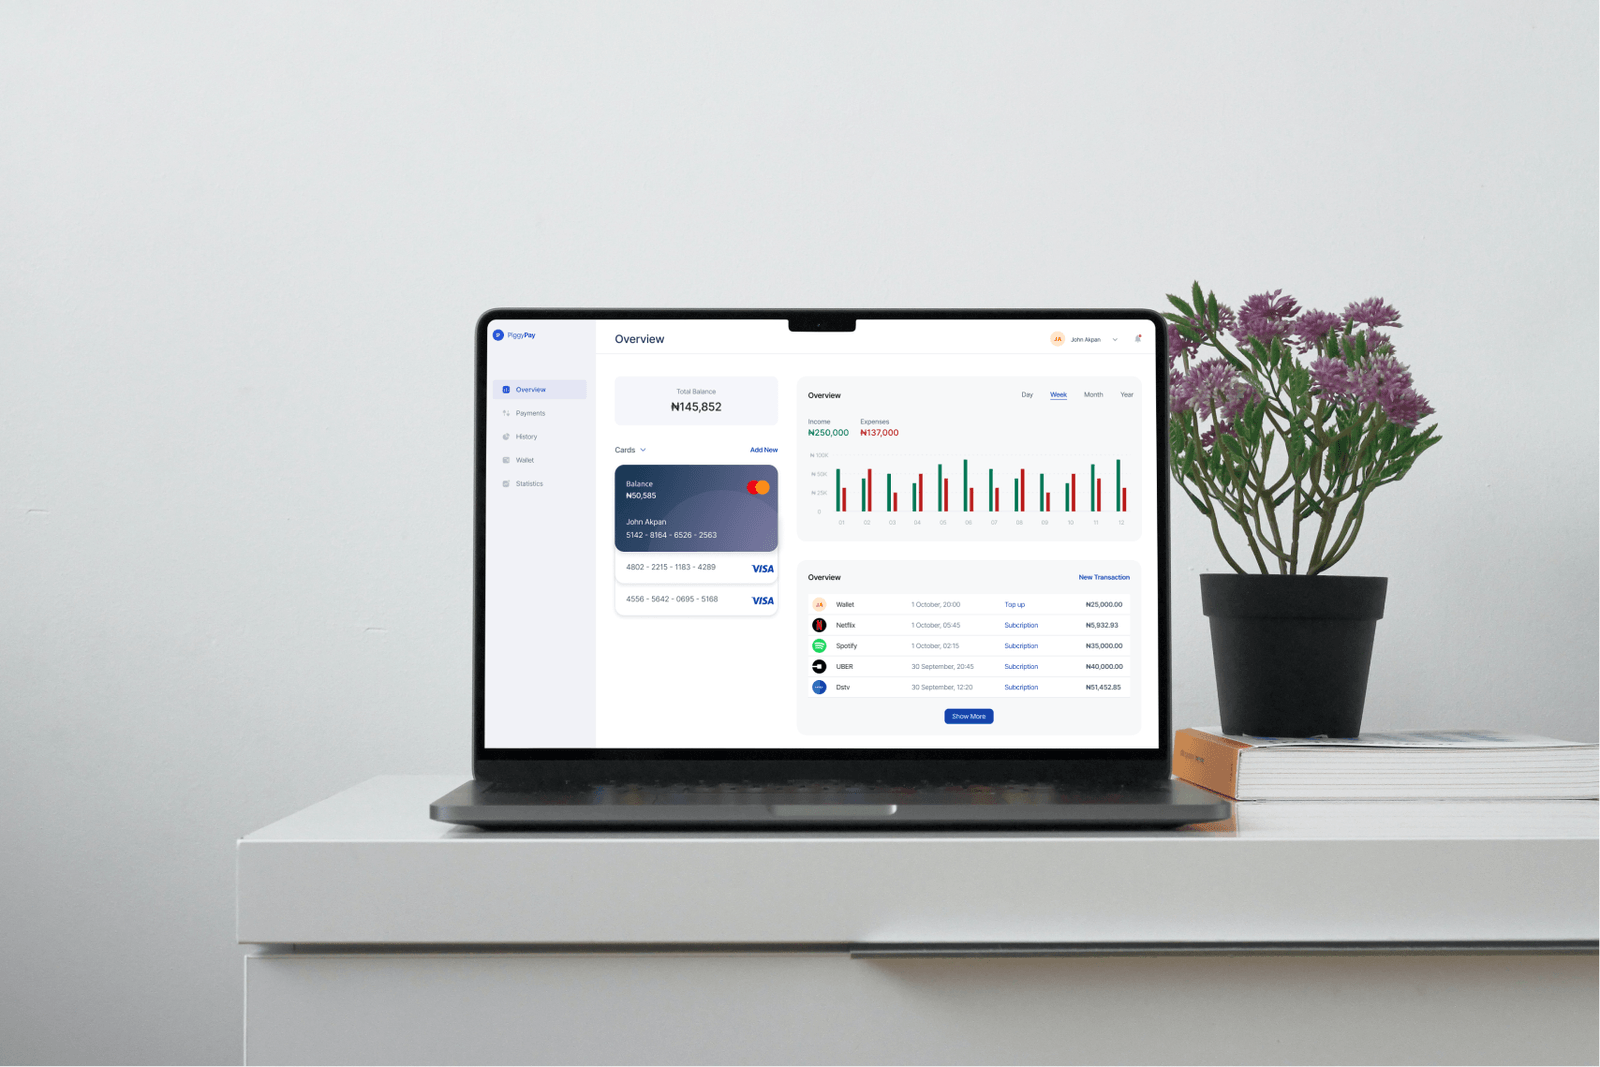 PiggyPay
Overview
Payments
History
Wallet
Statistics
Overview
JA John Akpan
Total Balance
₦145,852
Cards
Add New
Balance
₦50,585
John Akpan
5142 - 8164 - 6526 - 2563
4802 - 2215 - 1183 - 4289 VISA
4556 - 5642 - 0695 - 5168 VISA
Overview
Day Week Month Year
Income Expenses
₦250,000 ₦137,000
₦ 100K
₦ 50K
₦ 25K
0
01 02 03 04 05 06 07 08 09 10 11 12
Overview
New Transaction
JA Wallet 1 October, 20:00 Top up ₦25,000.00
Netflix 1 October, 05:45 Subcription ₦5,932.93
Spotify 1 October, 02:15 Subcription ₦35,000.00
UBER 30 September, 20:45 Subcription ₦40,000.00
Dstv 30 September, 12:20 Subcription ₦51,452.85
Show More